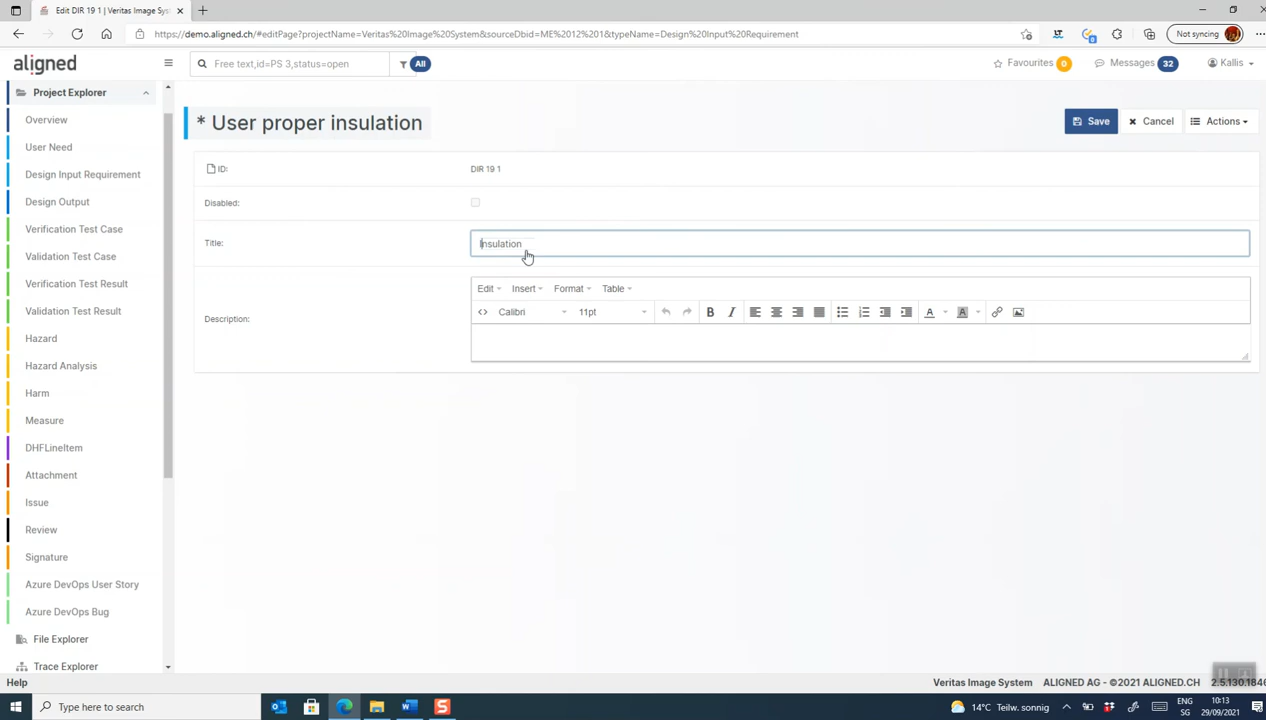 Edit DIR 19 1 | Veritas Image Sys
https://demo.aligned.ch/#editPage?projectName=Veritas%20Image%20System&sourceDbid=ME%2012%201&typeName=Design%20Input%20Requirement
Not syncing
aligned
Free text,id=PS 3,status=open
All
Favourites 0
Messages 32
Kallis
Project Explorer
* User proper insulation
Save
Cancel
Actions
Overview
User Need
Design Input Requirement
Design Output
Verification Test Case
Validation Test Case
Verification Test Result
Validation Test Result
Hazard
Hazard Analysis
Harm
Measure
DHFLineItem
Attachment
Issue
Review
Signature
Azure DevOps User Story
Azure DevOps Bug
File Explorer
Trace Explorer
ID:
DIR 19 1
Disabled:
Title:
Insulation
Description:
Edit
Insert
Format
Table
Calibri
11pt
B
I
A
A
Help
Veritas Image System
ALIGNED AG - ©2021 ALIGNED.CH
2.5.130.1846
Type here to search
14°C Teilw. sonnig
ENG
SG
10:13
29/09/2021